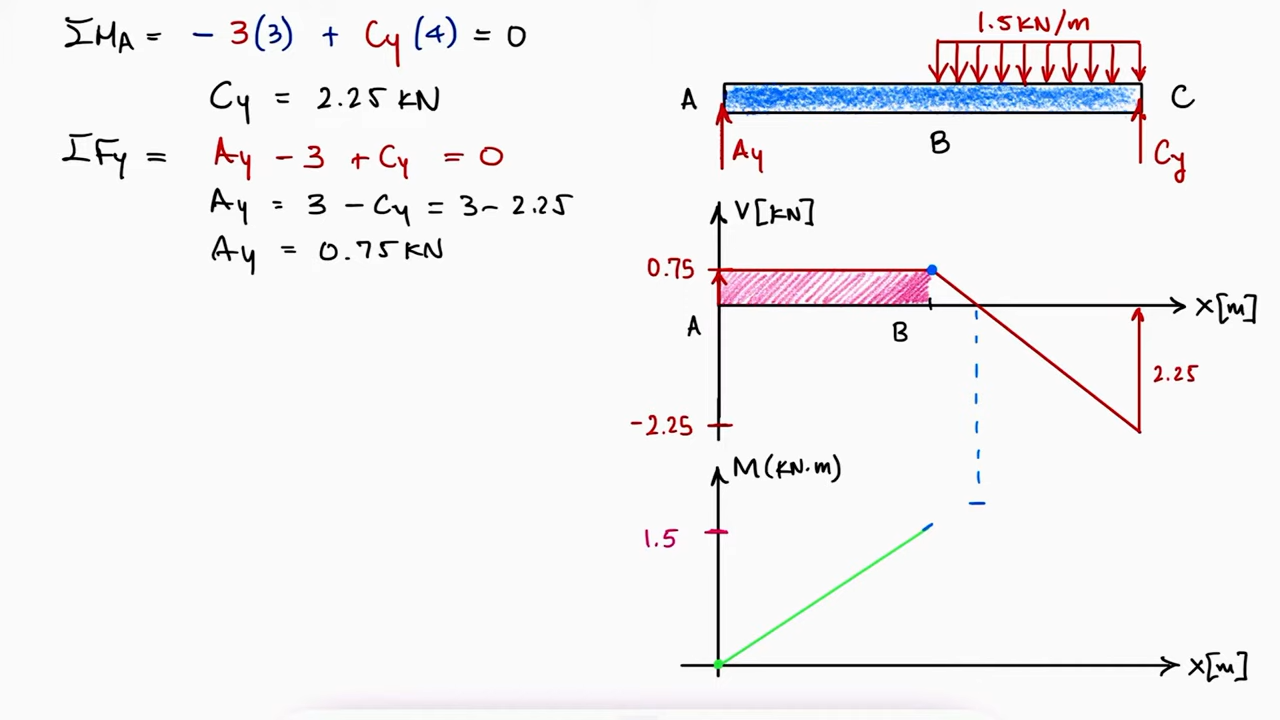 ΣMA = - 3(3) + Cy(4) = 0
Cy = 2.25 KN
ΣFy = Ay - 3 + Cy = 0
Ay = 3 - Cy = 3 - 2.25
Ay = 0.75 KN
1.5 KN/m
A
C
B
Ay
Cy
V[KN]
0.75
X[m]
A
B
2.25
-2.25
M(KN·m)
1.5
X[m]